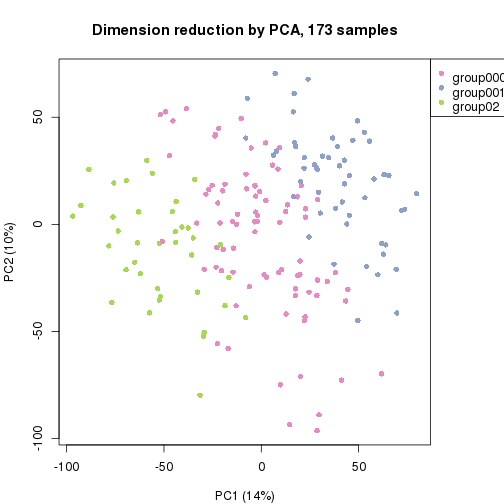 Dimension reduction by PCA, 173 samples
group000
group001
group02
50
0
-50
-100
PC2 (10%)
-100
-50
0
50
PC1 (14%)